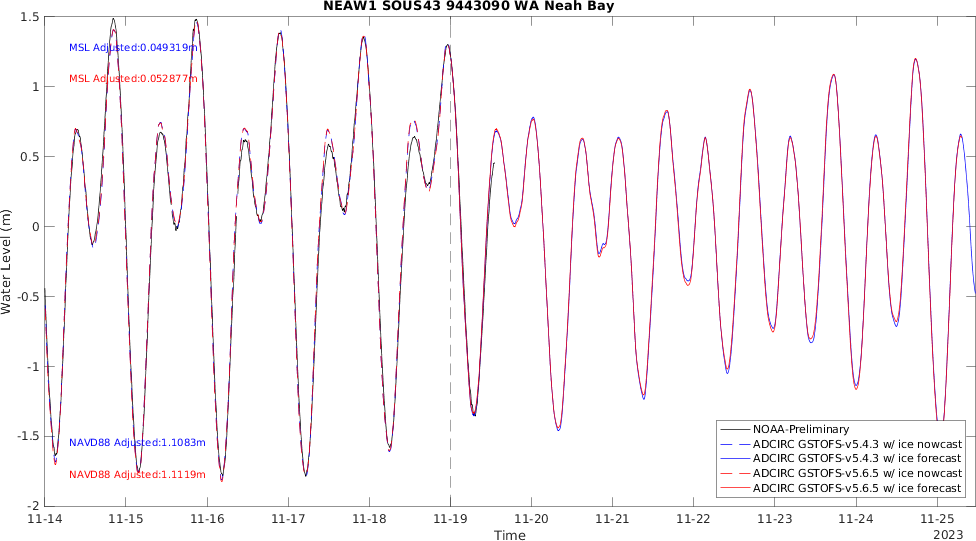 NEAW1 SOUS43 9443090 WA Neah Bay
1.5
1
0.5
0
-0.5
-1
-1.5
-2
Water Level (m)
MSL Adjusted:0.049319m
MSL Adjusted:0.052877m
NAVD88 Adjusted:1.1083m
NAVD88 Adjusted:1.1119m
NOAA-Preliminary
ADCIRC GSTOFS-v5.4.3 w/ ice nowcast
ADCIRC GSTOFS-v5.4.3 w/ ice forecast
ADCIRC GSTOFS-v5.6.5 w/ ice nowcast
ADCIRC GSTOFS-v5.6.5 w/ ice forecast
11-14 11-15 11-16 11-17 11-18 11-19 11-20 11-21 11-22 11-23 11-24 11-25
Time
2023